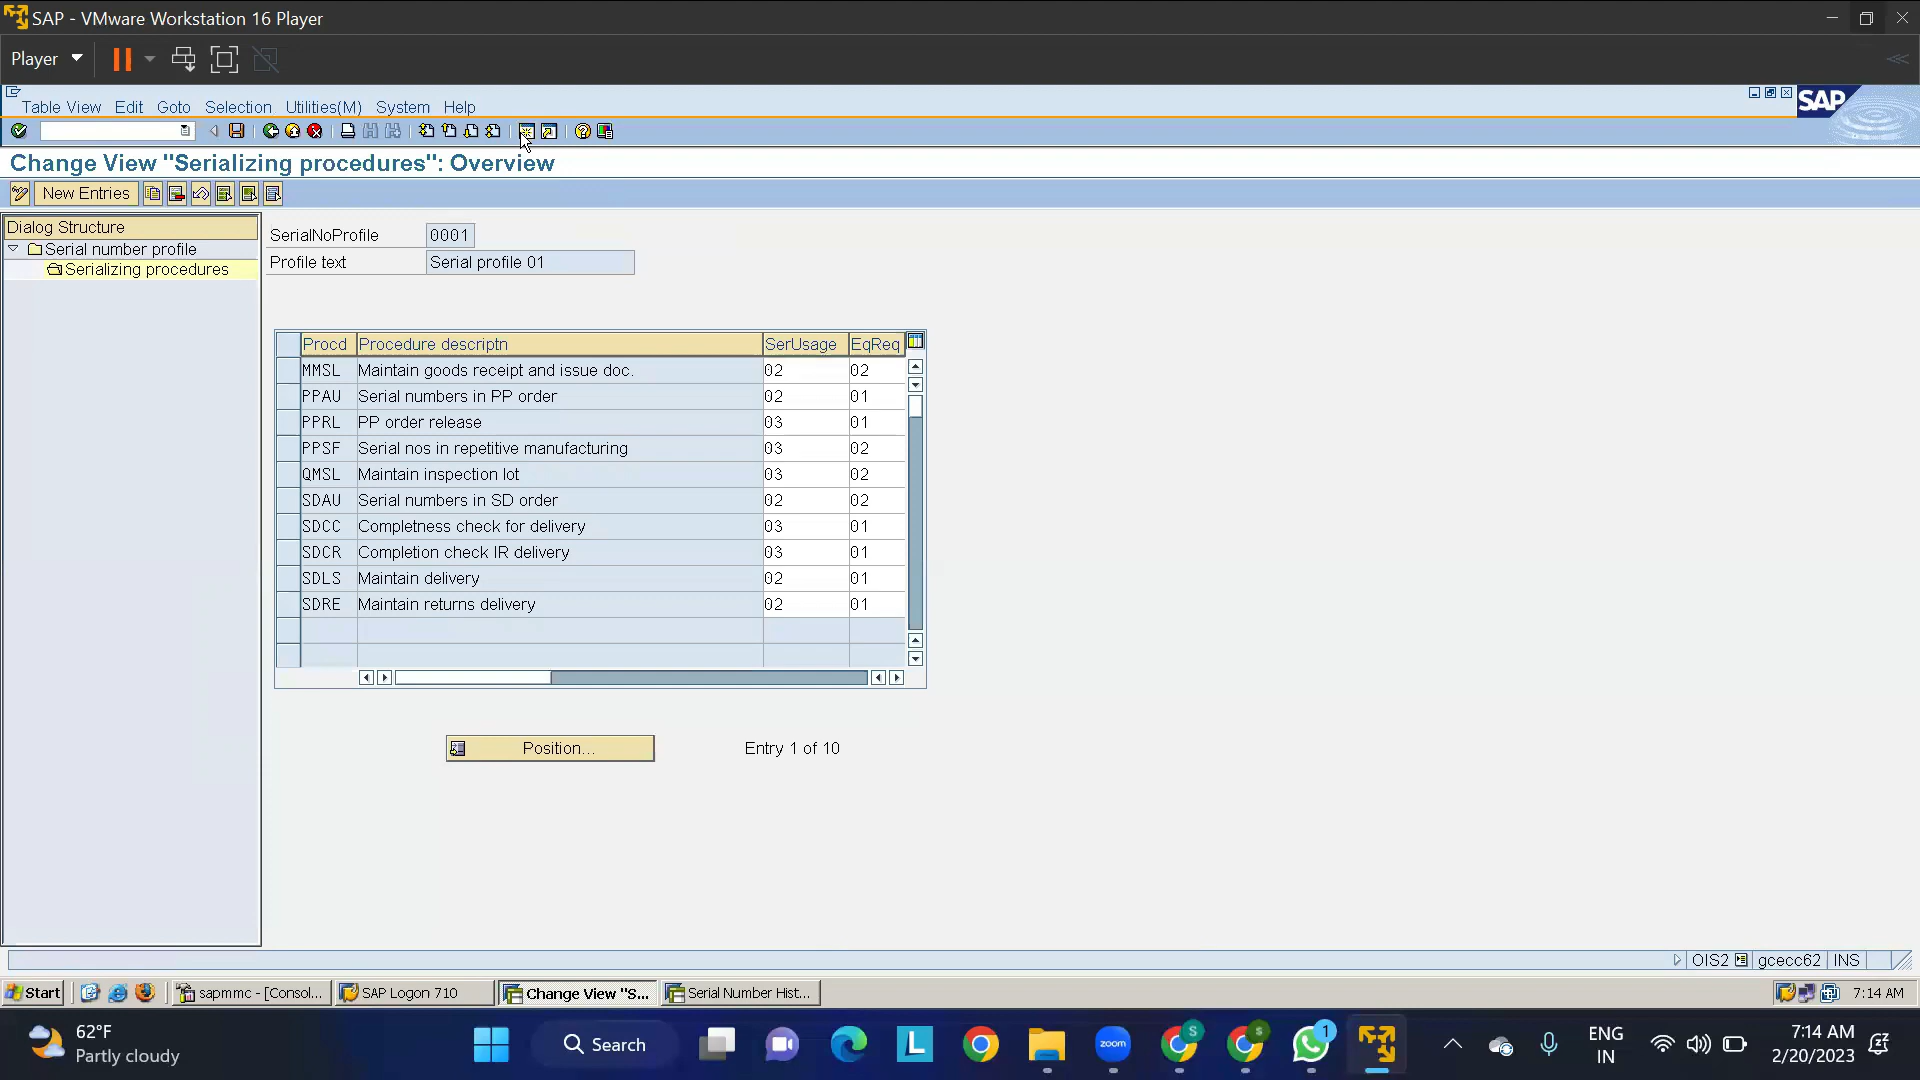 SAP - VMware Workstation 16 Player
Player
Table View Edit Goto Selection Utilities(M) System Help
SAP
Change View "Serializing procedures": Overview
New Entries
Dialog Structure
Serial number profile
Serializing procedures
SerialNoProfile 0001
Profile text Serial profile 01
Procd Procedure descriptn SerUsage EqReq
MMSL Maintain goods receipt and issue doc. 02 02
PPAU Serial numbers in PP order 02 01
PPRL PP order release 03 01
PPSF Serial nos in repetitive manufacturing 03 02
QMSL Maintain inspection lot 03 02
SDAU Serial numbers in SD order 02 02
SDCC Completness check for delivery 03 01
SDCR Completion check IR delivery 03 01
SDLS Maintain delivery 02 01
SDRE Maintain returns delivery 02 01
Position... Entry 1 of 10
OIS2 gcecc62 INS
Start sapmmc - [Consol... SAP Logon 710 Change View "S... Serial Number Hist... 7:14 AM
62°F
Partly cloudy
Search
L
zoom
S
S
1
ENG
IN
7:14 AM
2/20/2023